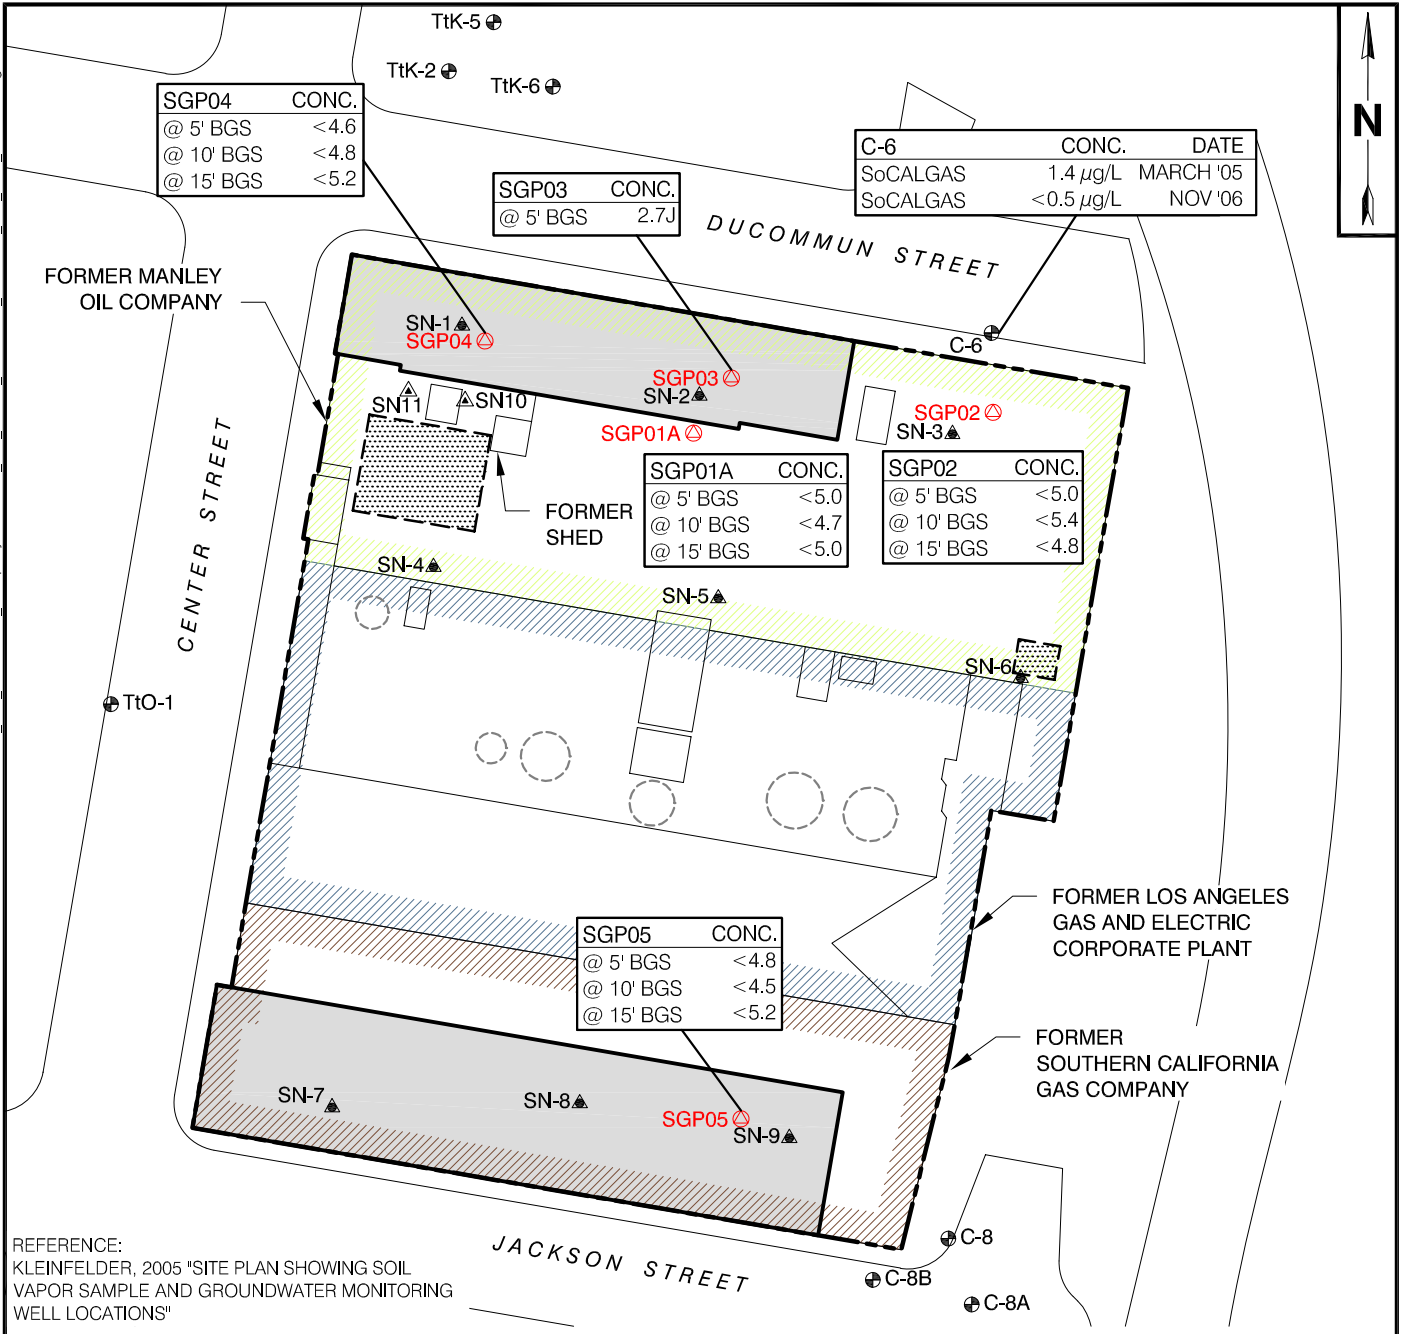 TtK-5
TtK-2
TtK-6
N
SGP04 CONC.
@ 5' BGS <4.6
@ 10' BGS <4.8
@ 15' BGS <5.2
C-6 CONC. DATE
SoCALGAS 1.4 µg/L MARCH '05
SoCALGAS <0.5 µg/L NOV '06
SGP03 CONC.
@ 5' BGS 2.7J
DUCOMMUN STREET
FORMER MANLEY
OIL COMPANY
SN-1
SGP04
C-6
SGP03
SN-2
SN11
SN10
SGP02
SN-3
SGP01A
CENTER STREET
SGP01A CONC.
@ 5' BGS <5.0
@ 10' BGS <4.7
@ 15' BGS <5.0
SGP02 CONC.
@ 5' BGS <5.0
@ 10' BGS <5.4
@ 15' BGS <4.8
FORMER
SHED
SN-4
SN-5
SN-6
TtO-1
FORMER LOS ANGELES
GAS AND ELECTRIC
CORPORATE PLANT
SGP05 CONC.
@ 5' BGS <4.8
@ 10' BGS <4.5
@ 15' BGS <5.2
FORMER
SOUTHERN CALIFORNIA
GAS COMPANY
SN-7
SN-8
SGP05
SN-9
JACKSON STREET
C-8
C-8B
C-8A
REFERENCE:
KLEINFELDER, 2005 "SITE PLAN SHOWING SOIL
VAPOR SAMPLE AND GROUNDWATER MONITORING
WELL LOCATIONS"